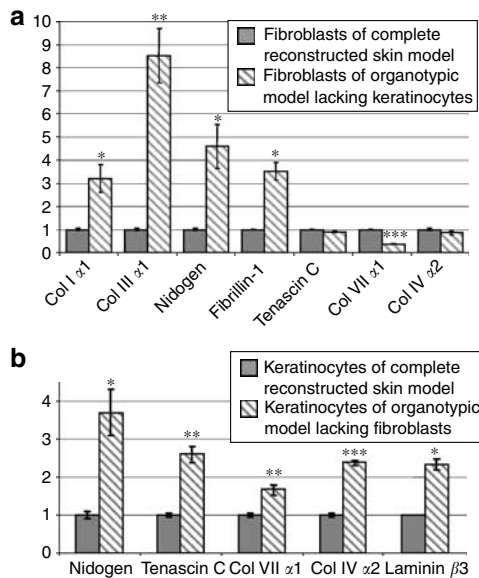 a
10
9
8
7
6
5
4
3
2
1
0
Fibroblasts of complete
reconstructed skin model
Fibroblasts of organotypic
model lacking keratinocytes
*
**
*
*
***
Col I α1
Col III α1
Nidogen
Fibrillin-1
Tenascin C
Col VII α1
Col IV α2
b
4
3
2
1
0
Keratinocytes of complete
reconstructed skin model
Keratinocytes of organotypic
model lacking fibroblasts
*
**
**
***
*
Nidogen Tenascin C Col VII α1 Col IV α2 Laminin β3